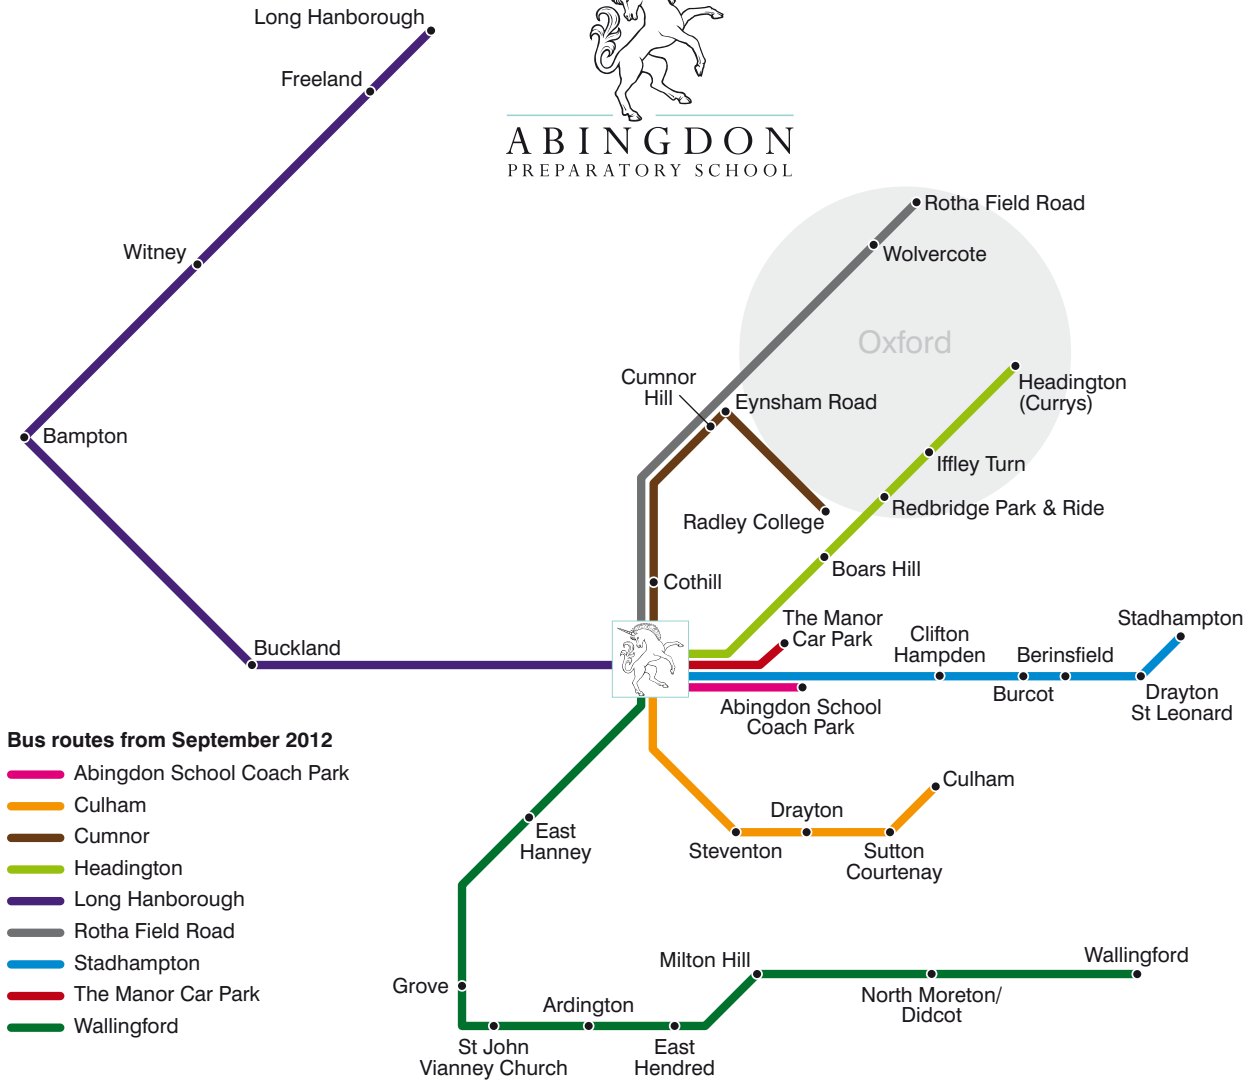 Long Hanborough
Freeland
ABINGDON
PREPARATORY SCHOOL
Rotha Field Road
Witney
Wolvercote
Oxford
Cumnor
Hill
Eynsham Road
Headington
(Currys)
Bampton
Iffley Turn
Redbridge Park & Ride
Radley College
Boars Hill
Cothill
The Manor
Car Park
Stadhampton
Clifton
Hampden
Berinsfield
Buckland
Burcot
Drayton
St Leonard
Abingdon School
Coach Park
Bus routes from September 2012
Abingdon School Coach Park
Culham
Cumnor
Headington
Long Hanborough
Rotha Field Road
Stadhampton
The Manor Car Park
Wallingford
Culham
Drayton
East
Hanney
Steventon
Sutton
Courtenay
Milton Hill
Wallingford
Grove
Ardington
North Moreton/
Didcot
St John
Vianney Church
East
Hendred